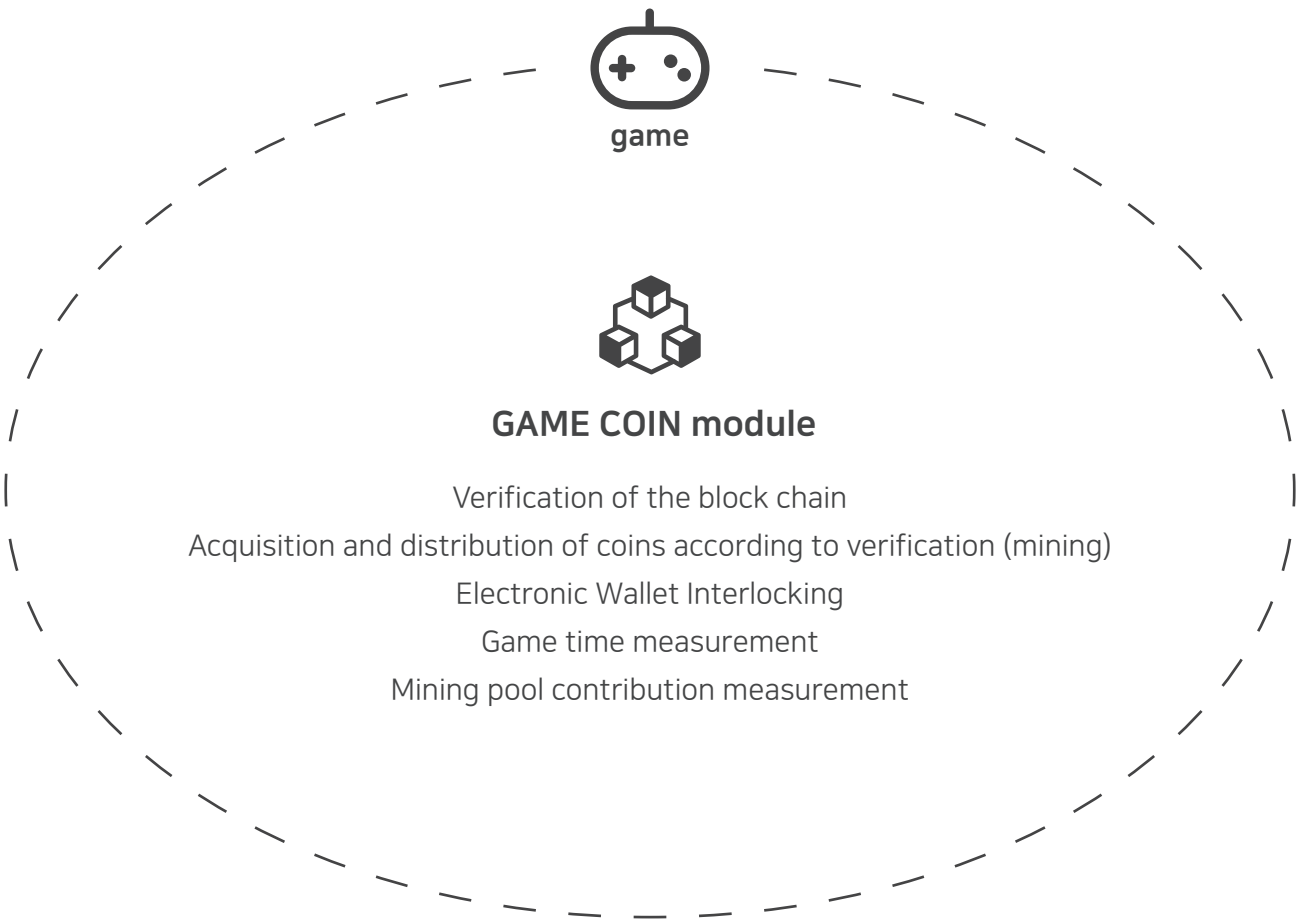 game
GAME COIN module
Verification of the block chain
Acquisition and distribution of coins according to verification (mining)
Electronic Wallet Interlocking
Game time measurement
Mining pool contribution measurement